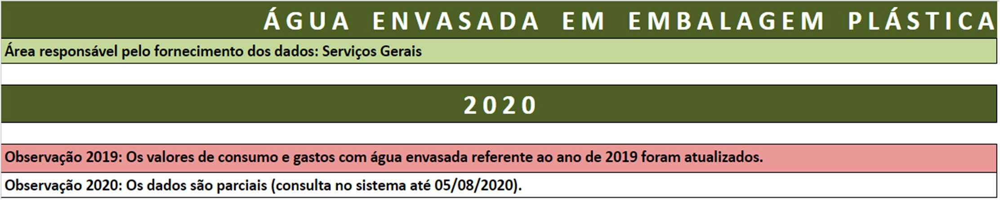 ÁGUA ENVASADA EM EMBALAGEM PLÁSTICA
Área responsável pelo fornecimento dos dados: Serviços Gerais
2020
Observação 2019: Os valores de consumo e gastos com água envasada referente ao ano de 2019 foram atualizados.
Observação 2020: Os dados são parciais (consulta no sistema até 05/08/2020).